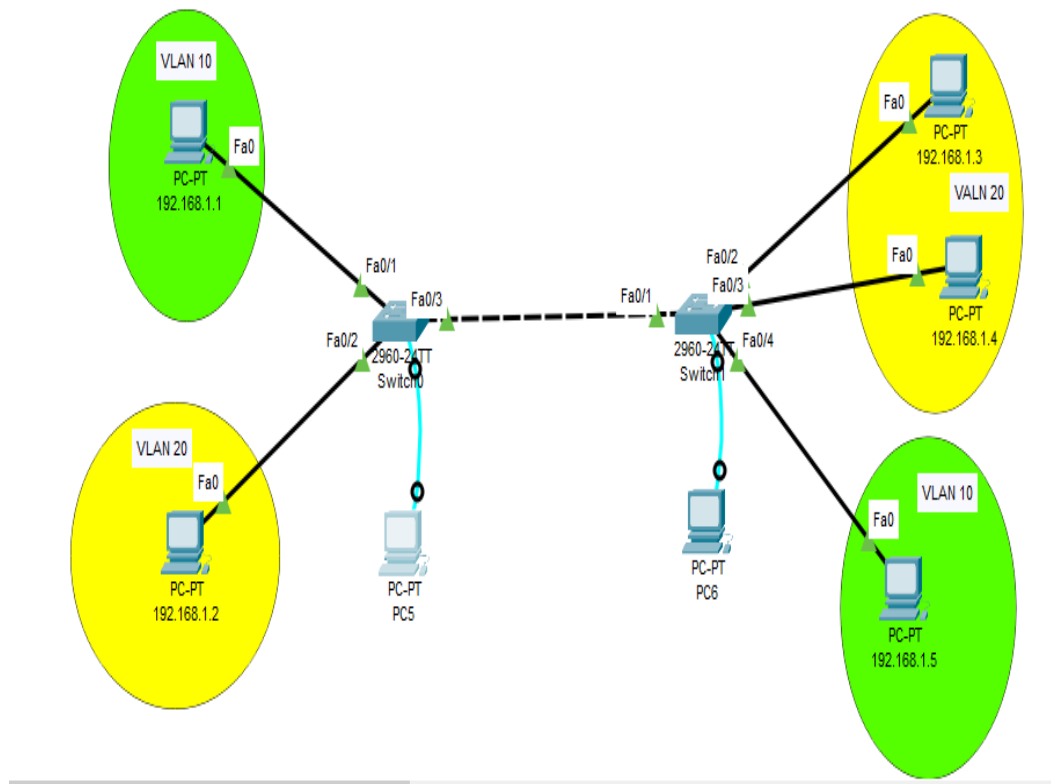 VLAN 10
Fa0
PC-PT
192.168.1.1
Fa0/1
Fa0/3
Fa0/2
2960-24TT
Switch0
VLAN 20
Fa0
PC-PT
192.168.1.2
PC-PT
PC5
Fa0/1
Fa0/2
Fa0/3
Fa0/4
2960-24TT
Switch1
PC-PT
PC6
Fa0
PC-PT
192.168.1.3
VALN 20
Fa0
PC-PT
192.168.1.4
VLAN 10
Fa0
PC-PT
192.168.1.5